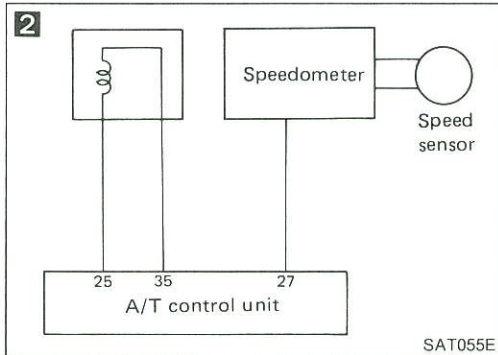 2
Speedometer
Speed
sensor
25 35 27
A/T control unit
SAT055E